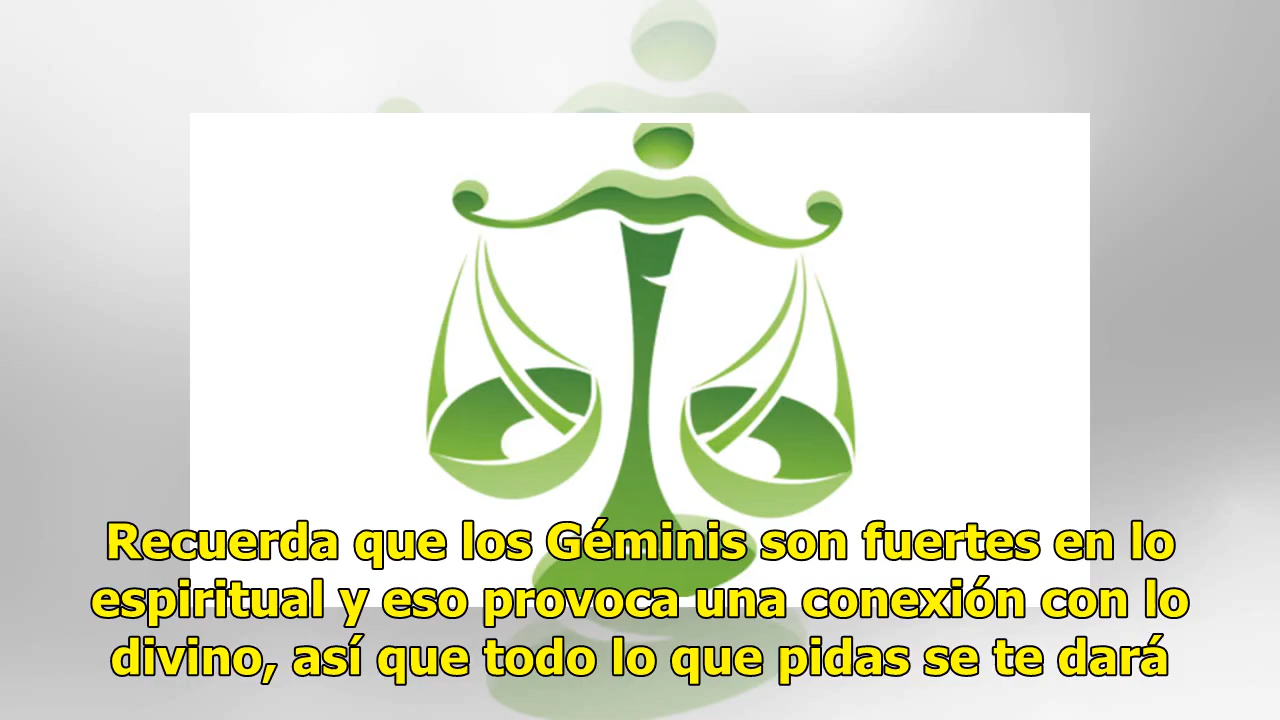 Recuerda que los Géminis son fuertes en lo
espiritual y eso provoca una conexión con lo
divino, así que todo lo que pidas se te dará